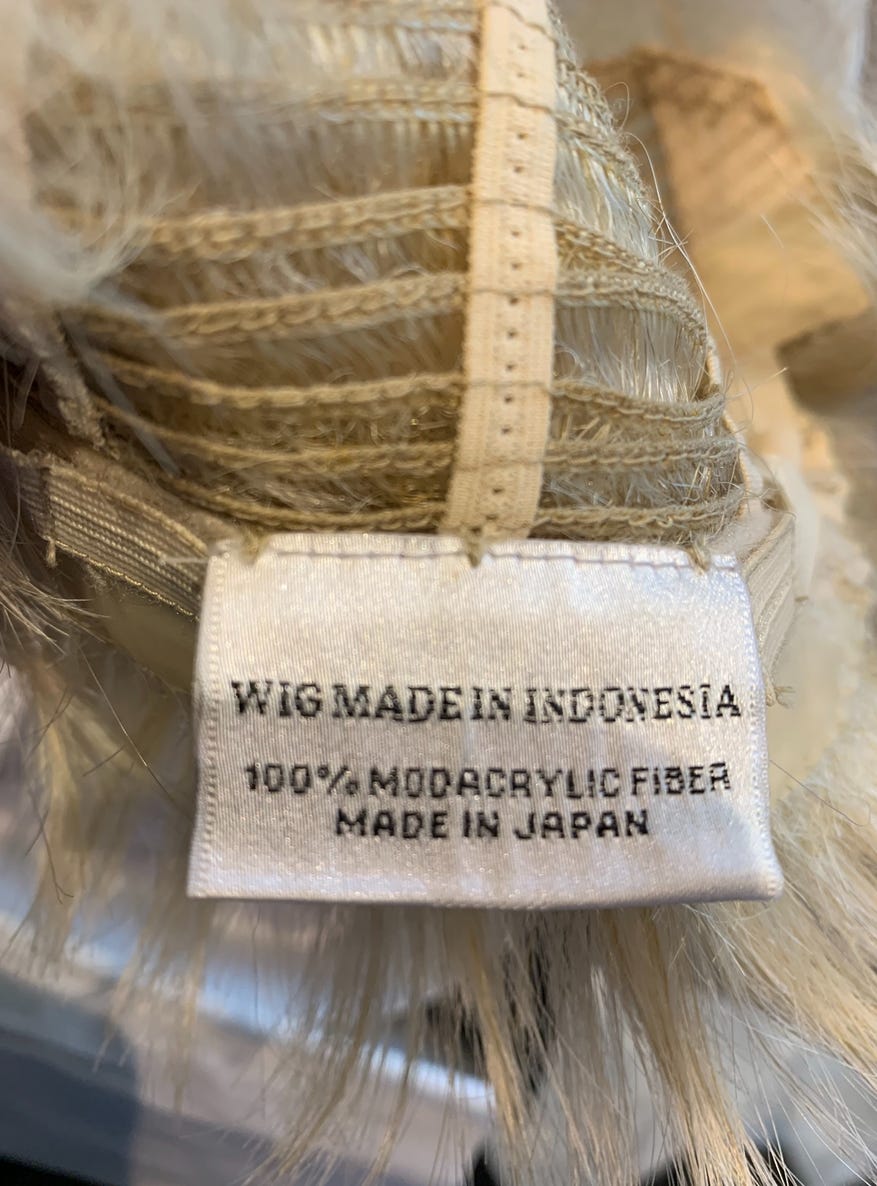 WIG MADE IN INDONESIA
100% MODACRYLIC FIBER
MADE IN JAPAN